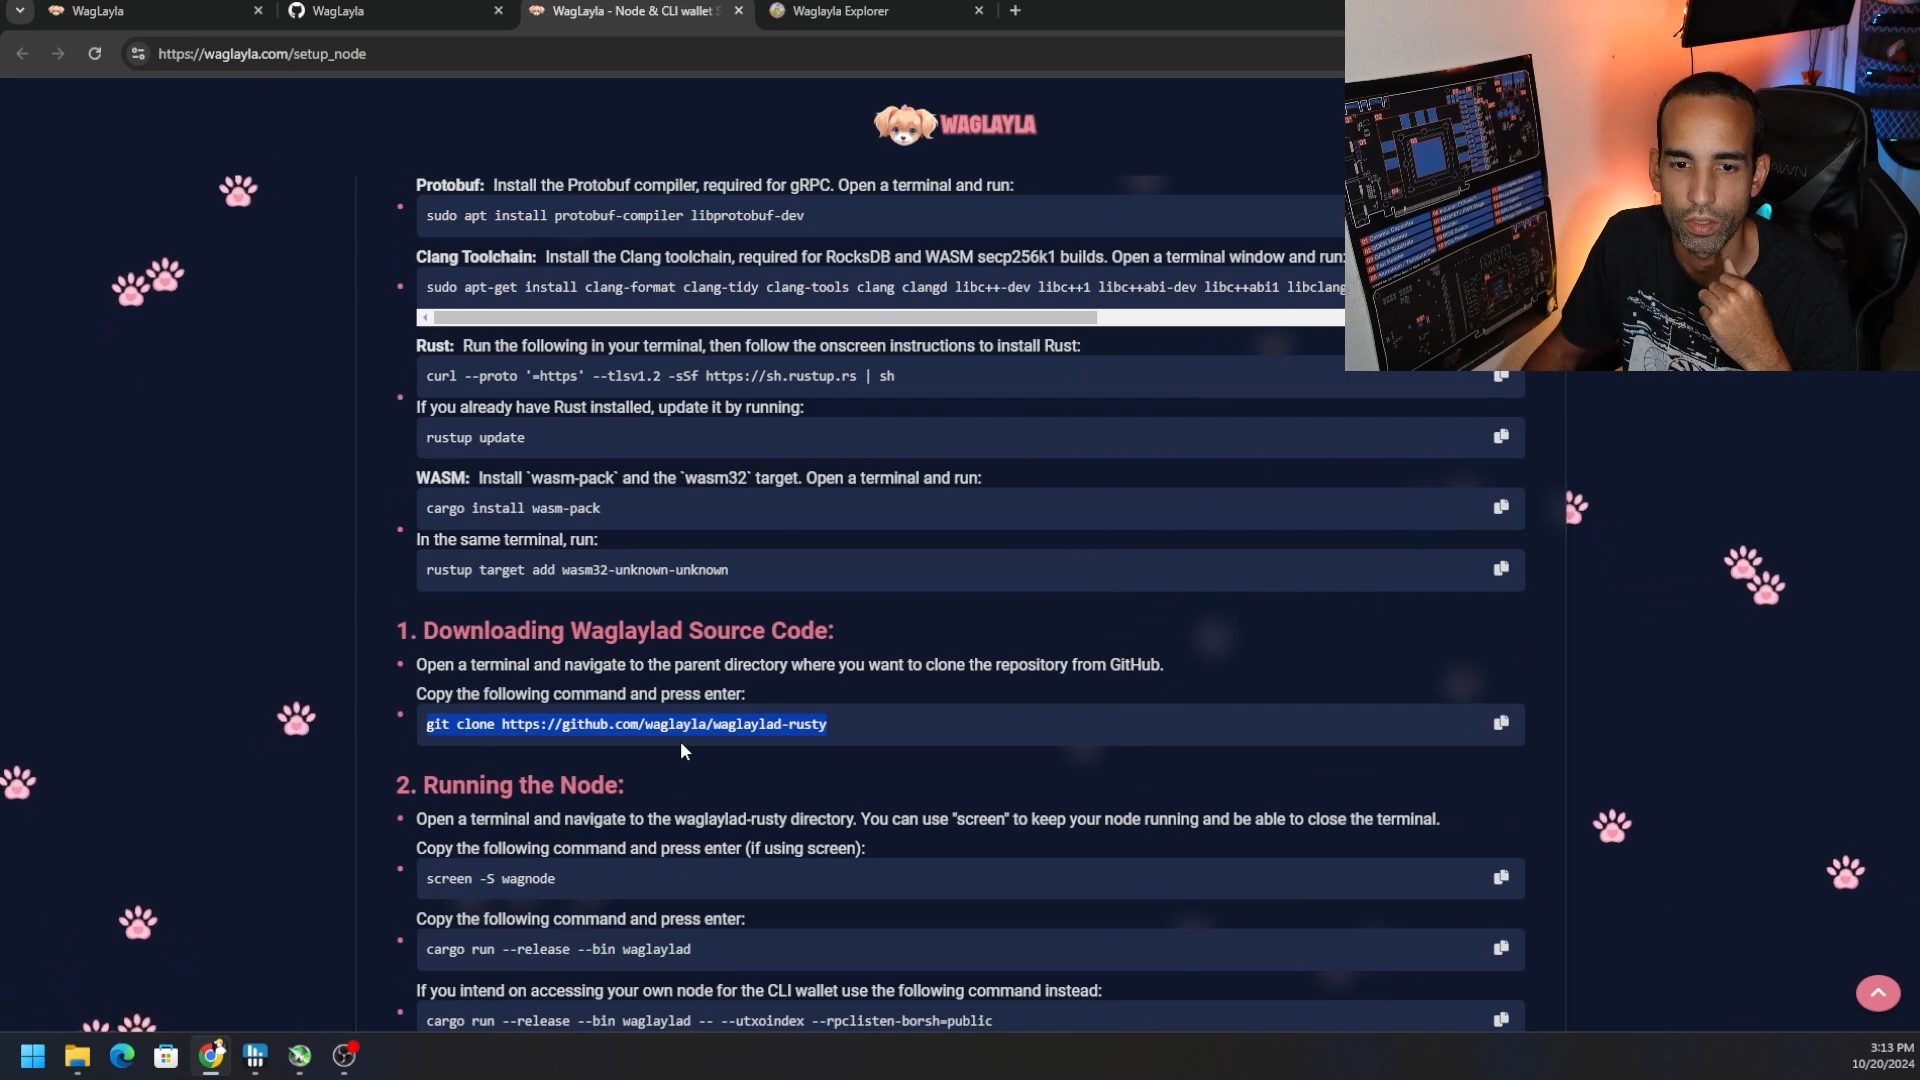 WagLayla
WagLayla
WagLayla - Node & CLI wallet S
Waglayla Explorer
https://waglayla.com/setup_node
WAGLAYLA
Protobuf: Install the Protobuf compiler, required for gRPC. Open a terminal and run:
sudo apt install protobuf-compiler libprotobuf-dev
Clang Toolchain: Install the Clang toolchain, required for RocksDB and WASM secp256k1 builds. Open a terminal window and run:
sudo apt-get install clang-format clang-tidy clang-tools clang clangd libc++-dev libc++1 libc++abi-dev libc++abi1 libclang
Rust: Run the following in your terminal, then follow the onscreen instructions to install Rust:
curl --proto '=https' --tlsv1.2 -sSf https://sh.rustup.rs | sh
If you already have Rust installed, update it by running:
rustup update
WASM: Install `wasm-pack` and the `wasm32` target. Open a terminal and run:
cargo install wasm-pack
In the same terminal, run:
rustup target add wasm32-unknown-unknown
1. Downloading Waglaylad Source Code:
Open a terminal and navigate to the parent directory where you want to clone the repository from GitHub.
Copy the following command and press enter:
git clone https://github.com/waglayla/waglaylad-rusty
2. Running the Node:
Open a terminal and navigate to the waglaylad-rusty directory. You can use "screen" to keep your node running and be able to close the terminal.
Copy the following command and press enter (if using screen):
screen -S wagnode
Copy the following command and press enter:
cargo run --release --bin waglaylad
If you intend on accessing your own node for the CLI wallet use the following command instead:
cargo run --release --bin waglaylad -- --utxoindex --rpclisten-borsh=public
3:13 PM
10/20/2024